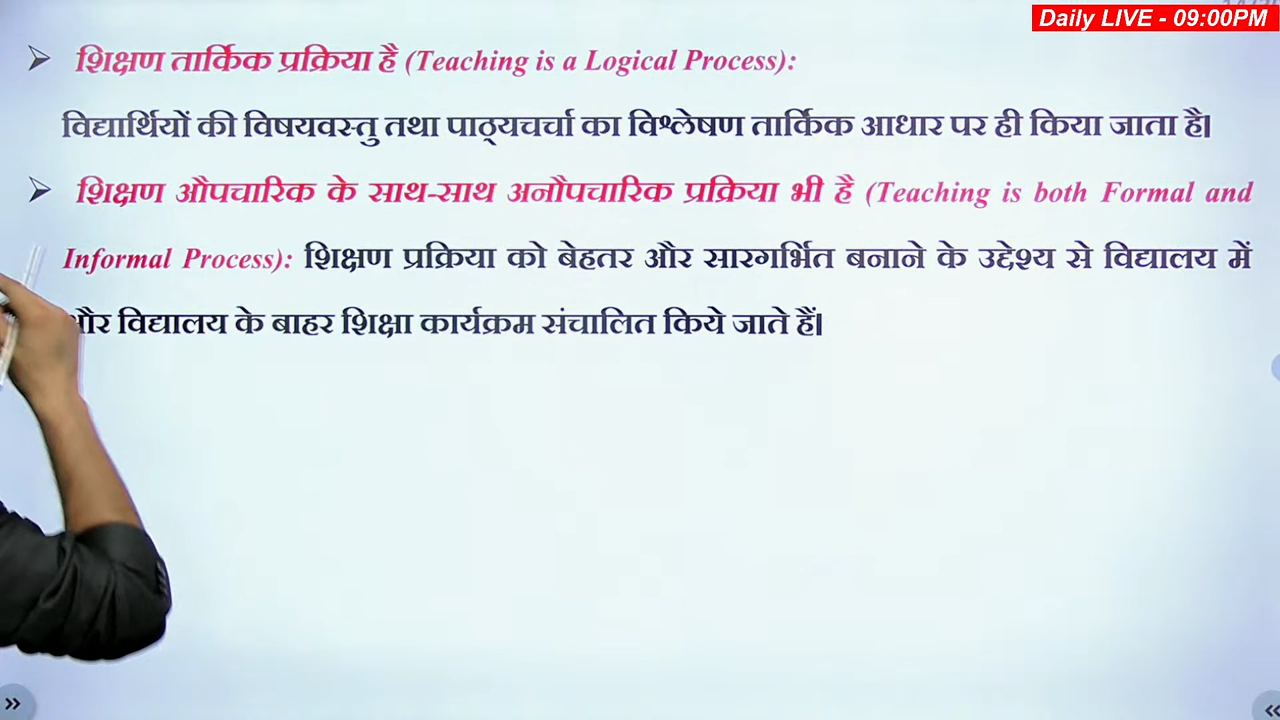 Daily LIVE - 09:00PM
➢ शिक्षण तार्किक प्रक्रिया है (Teaching is a Logical Process):
विद्यार्थियों की विषयवस्तु तथा पाठ्यचर्चा का विश्लेषण तार्किक आधार पर ही किया जाता है।
➢ शिक्षण औपचारिक के साथ-साथ अनौपचारिक प्रक्रिया भी है (Teaching is both Formal and
Informal Process): शिक्षण प्रक्रिया को बेहतर और सारगर्भित बनाने के उद्देश्य से विद्यालय में
और विद्यालय के बाहर शिक्षा कार्यक्रम संचालित किये जाते हैं।